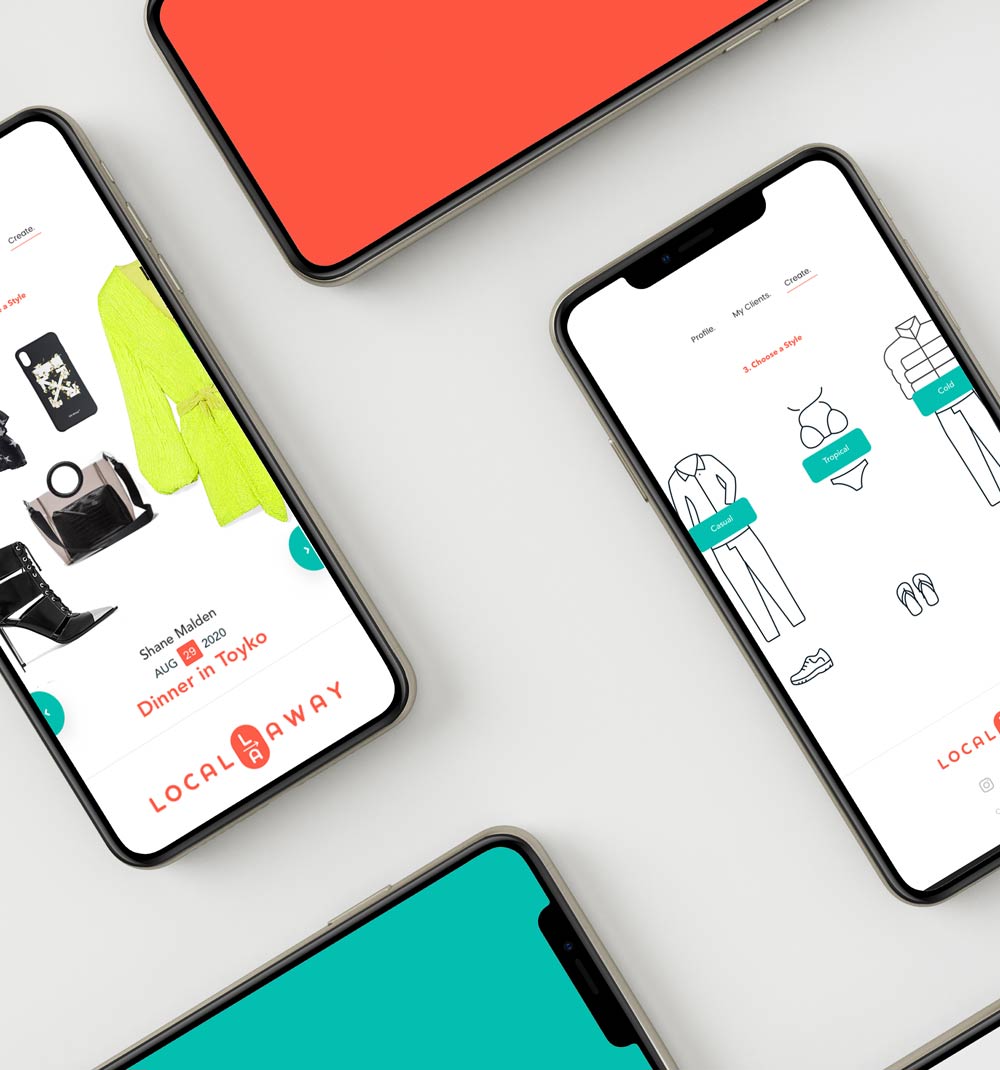 Create.
a Style
Shane Malden
AUG 29 2020
Dinner in Toyko
LOCAL LA AWAY
Profile. My Clients. Create.
3. Choose a Style
Casual
Tropical
Cold
LOCAL